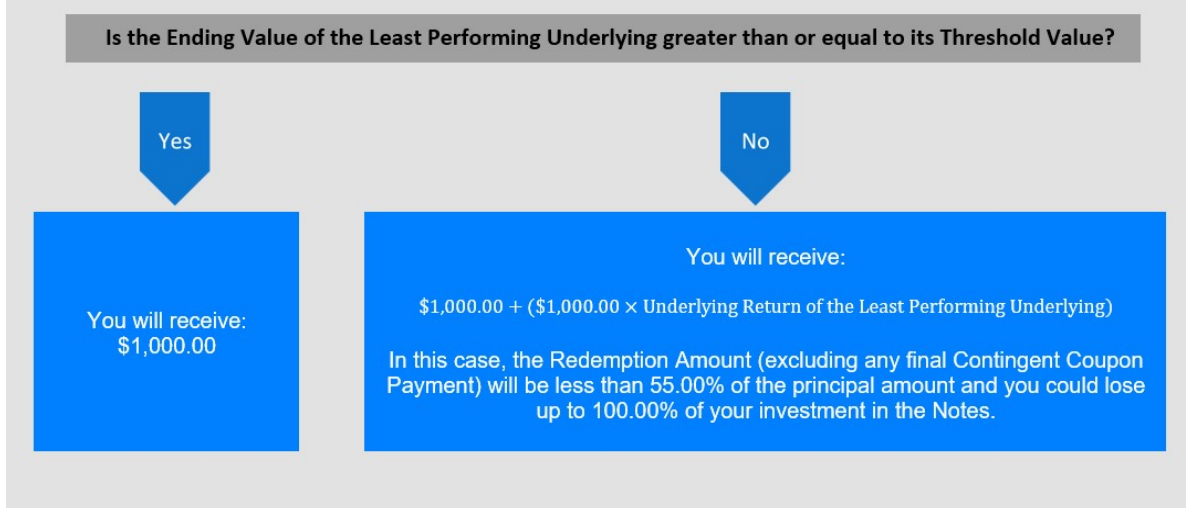 Is the Ending Value of the Least Performing Underlying greater than or equal to its Threshold Value?
Yes
No
You will receive:
$1,000.00
You will receive:
$1,000.00 + ($1,000.00 × Underlying Return of the Least Performing Underlying)
In this case, the Redemption Amount (excluding any final Contingent Coupon
Payment) will be less than 55.00% of the principal amount and you could lose
up to 100.00% of your investment in the Notes.